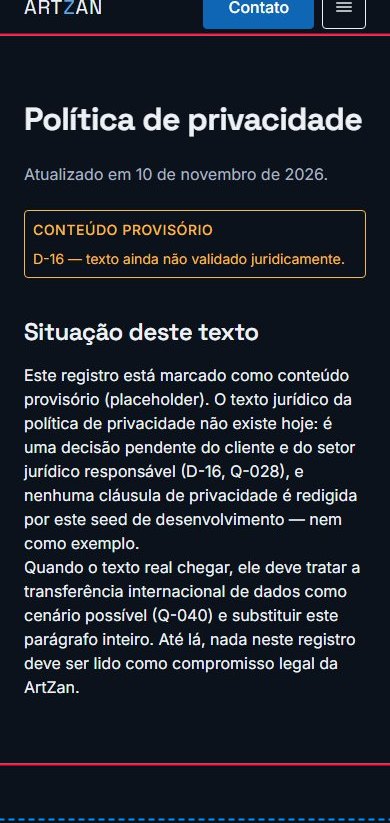 ARTZAN
Contato
Política de privacidade
Atualizado em 10 de novembro de 2026.
CONTEÚDO PROVISÓRIO
D-16 — texto ainda não validado juridicamente.
Situação deste texto
Este registro está marcado como conteúdo
provisório (placeholder). O texto jurídico da
política de privacidade não existe hoje: é
uma decisão pendente do cliente e do setor
jurídico responsável (D-16, Q-028), e
nenhuma cláusula de privacidade é redigida
por este seed de desenvolvimento — nem
como exemplo.
Quando o texto real chegar, ele deve tratar a
transferência internacional de dados como
cenário possível (Q-040) e substituir este
parágrafo inteiro. Até lá, nada neste registro
deve ser lido como compromisso legal da
ArtZan.